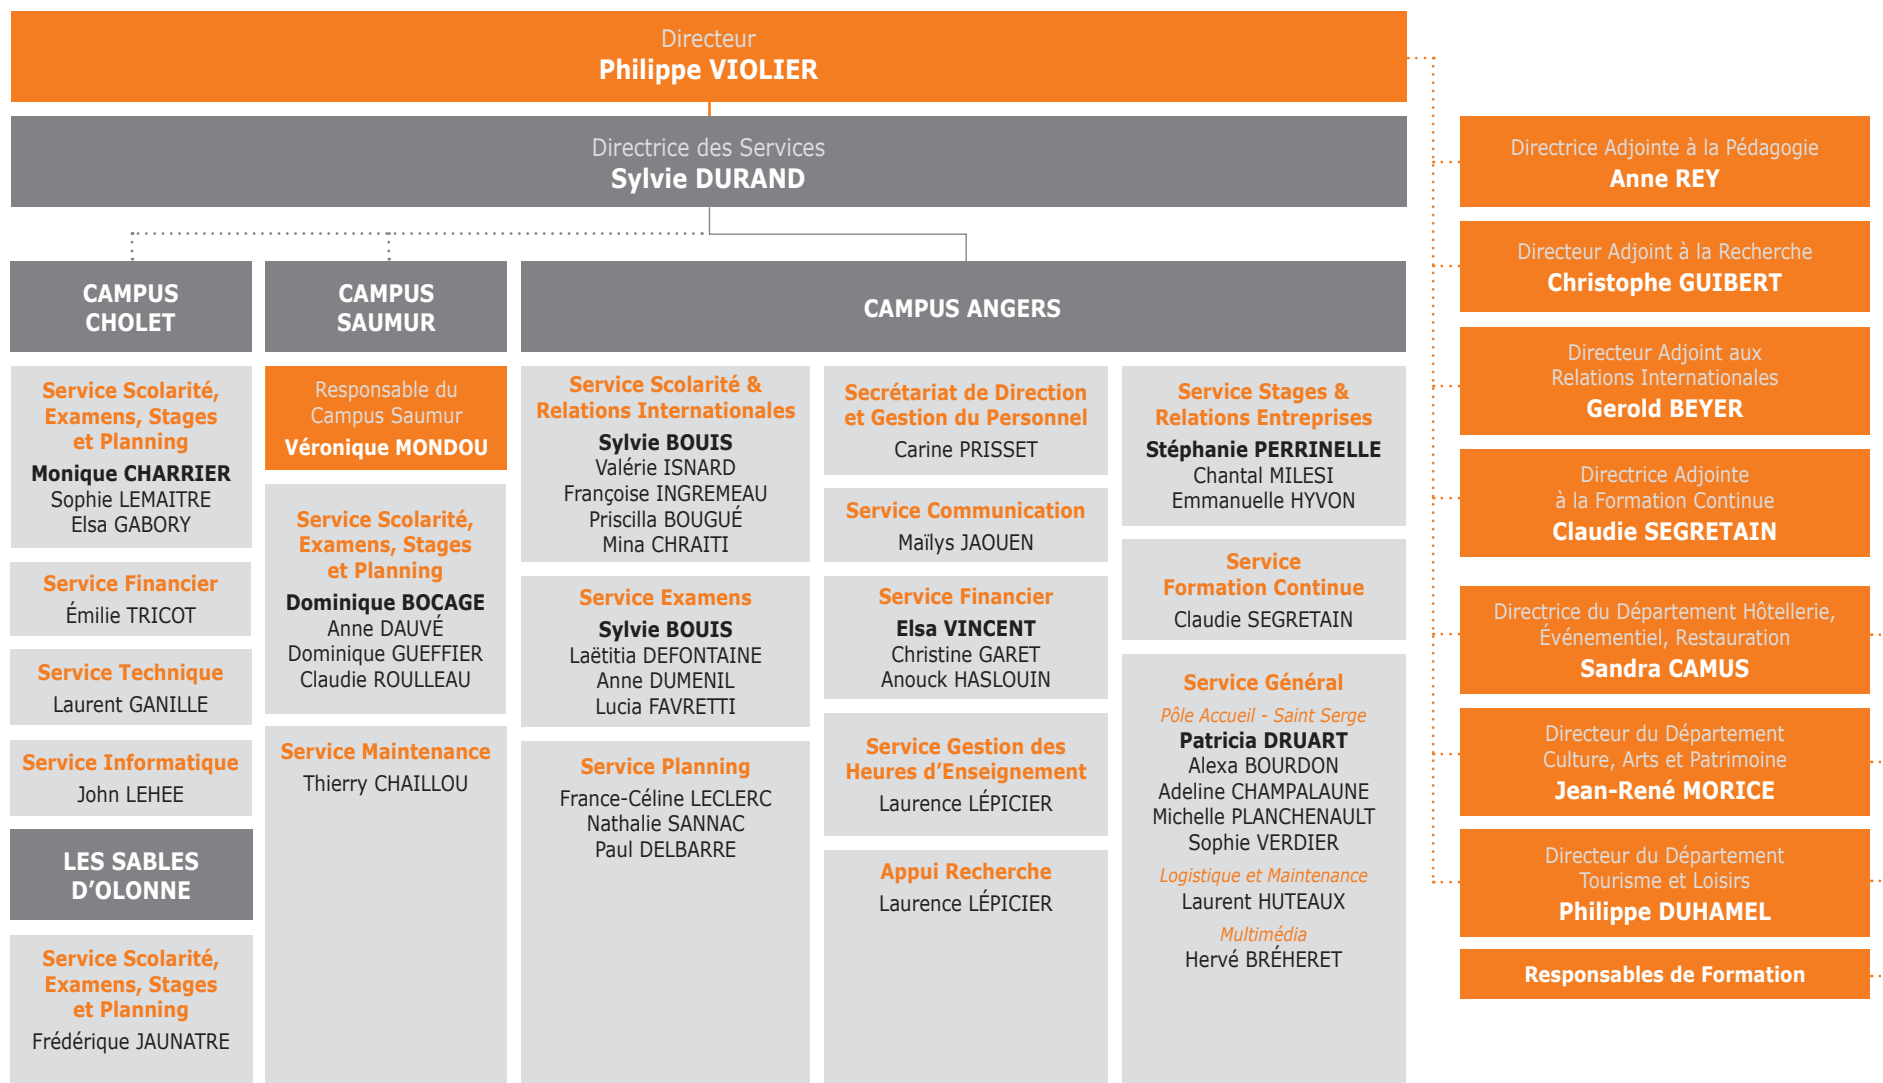 Directeur
Philippe VIOLIER
Directrice des Services
Sylvie DURAND
CAMPUS
CHOLET
Service Scolarité,
Examens, Stages
et Planning
Monique CHARRIER
Sophie LEMAITRE
Elsa GABORY
Service Financier
Émilie TRICOT
Service Technique
Laurent GANILLE
Service Informatique
John LEHEE
LES SABLES
D’OLONNE
Service Scolarité,
Examens, Stages
et Planning
Frédérique JAUNATRE
CAMPUS
SAUMUR
Responsable du
Campus Saumur
Véronique MONDOU
Service Scolarité,
Examens, Stages
et Planning
Dominique BOCAGE
Anne DAUVÉ
Dominique GUEFFIER
Claudie ROULLEAU
Service Maintenance
Thierry CHAILLOU
CAMPUS ANGERS
Service Scolarité &
Relations Internationales
Sylvie BOUIS
Valérie ISNARD
Françoise INGREMEAU
Priscilla BOUGUÉ
Mina CHRAITI
Service Examens
Sylvie BOUIS
Laëtitia DEFONTAINE
Anne DUMENIL
Lucia FAVRETTI
Service Planning
France-Céline LECLERC
Nathalie SANNAC
Paul DELBARRE
Secrétariat de Direction
et Gestion du Personnel
Carine PRISSET
Service Communication
Maïlys JAOUEN
Service Financier
Elsa VINCENT
Christine GARET
Anouck HASLOUIN
Service Gestion des
Heures d’Enseignement
Laurence LÉPICIER
Appui Recherche
Laurence LÉPICIER
Service Stages &
Relations Entreprises
Stéphanie PERRINELLE
Chantal MILESI
Emmanuelle HYVON
Service
Formation Continue
Claudie SEGRETAIN
Service Général
Pôle Accueil - Saint Serge
Patricia DRUART
Alexa BOURDON
Adeline CHAMPALAUNE
Michelle PLANCHENAULT
Sophie VERDIER
Logistique et Maintenance
Laurent HUTEAUX
Multimédia
Hervé BRÉHERET
Directrice Adjointe à la Pédagogie
Anne REY
Directeur Adjoint à la Recherche
Christophe GUIBERT
Directeur Adjoint aux
Relations Internationales
Gerold BEYER
Directrice Adjointe
à la Formation Continue
Claudie SEGRETAIN
Directrice du Département Hôtellerie,
Événementiel, Restauration
Sandra CAMUS
Directeur du Département
Culture, Arts et Patrimoine
Jean-René MORICE
Directeur du Département
Tourisme et Loisirs
Philippe DUHAMEL
Responsables de Formation